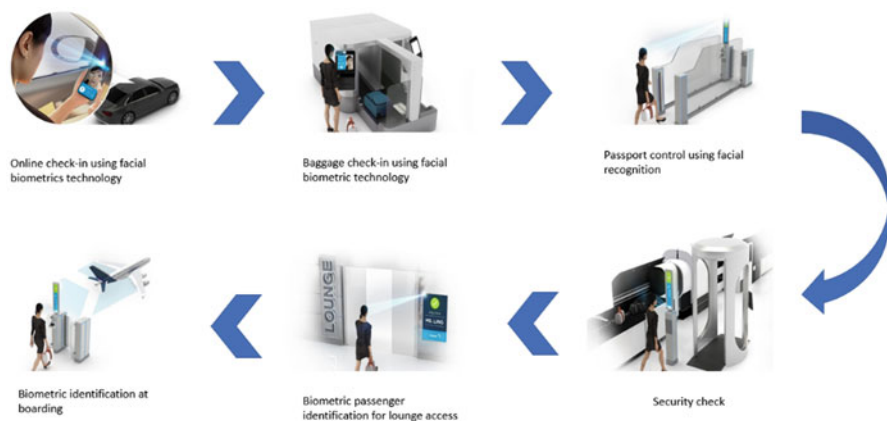 Online check-in using facial
biometrics technology
Baggage check-in using facial
biometric technology
Passport control using facial
recognition
Biometric identification at
boarding
LOUNGE
Biometric passenger
identification for lounge access
Security check